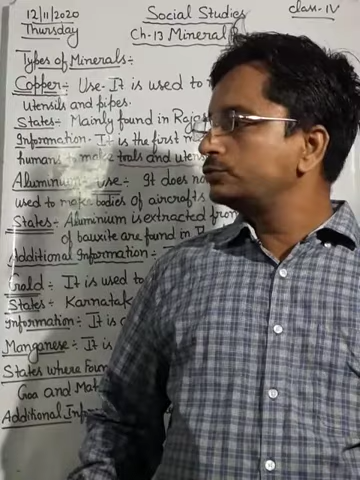 12/11/2020 Social Studies Class-IV
Thursday Ch-13 Mineral
Types of Minerals:-
Copper:- Use- It is used to
utensils and pipes.
States:- Mainly found in Rajas
Information- It is the first
humans to make tools and utens
Aluminium:- use:- It does no
used to make bodies of aircrafts
States:- Aluminium is extracted from
of bauxite are found in
Additional Information:-
Gold:- It is used to
States:- Karnataka
Information:- It is
Manganese:- It is
States where Foun
Goa and
Additional Inf